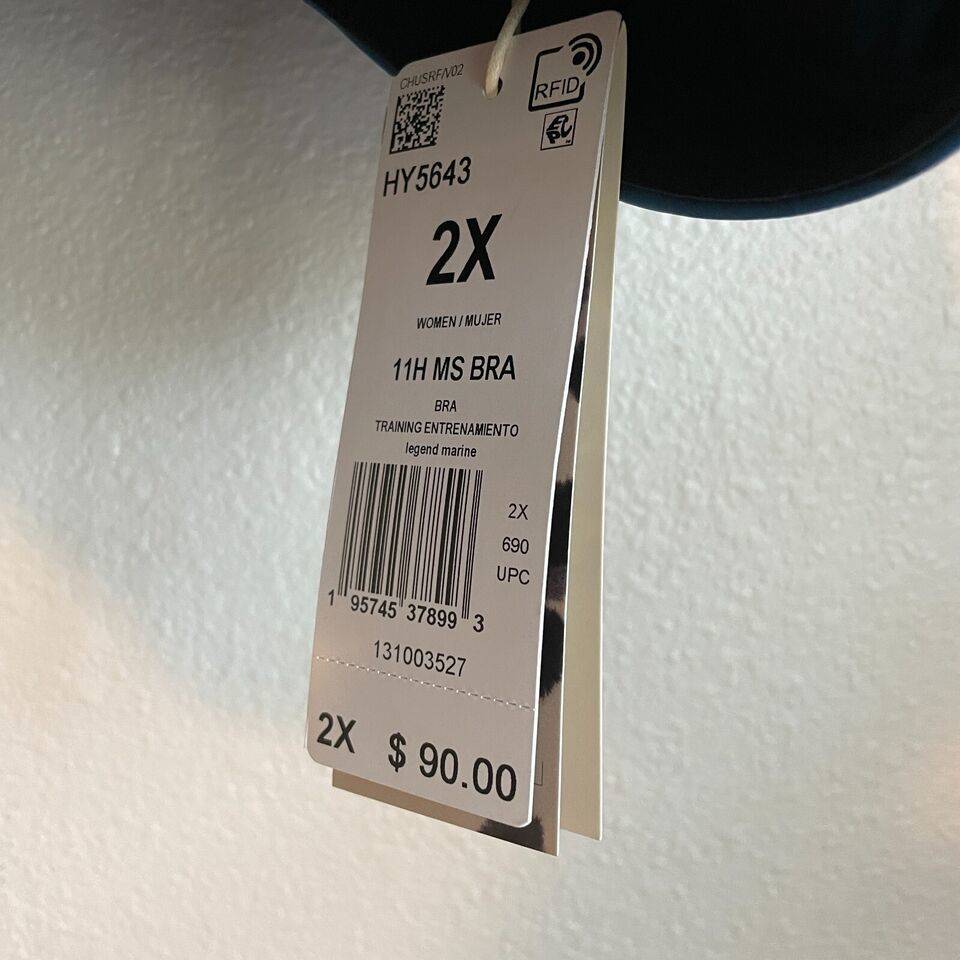 CHUSRF/V02
RFID
HY5643
2X
WOMEN / MUJER
11H MS BRA
BRA
TRAINING ENTRENAMIENTO
legend marine
2X
690
UPC
1 95745 37899 3
131003527
2X $ 90.00